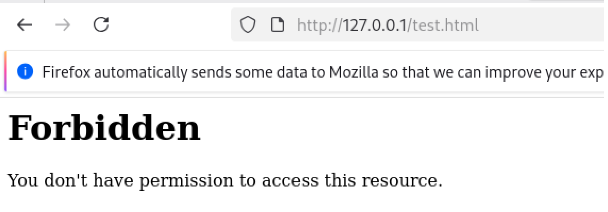 http://127.0.0.1/test.html
Firefox automatically sends some data to Mozilla so that we can improve your exp
Forbidden
You don't have permission to access this resource.